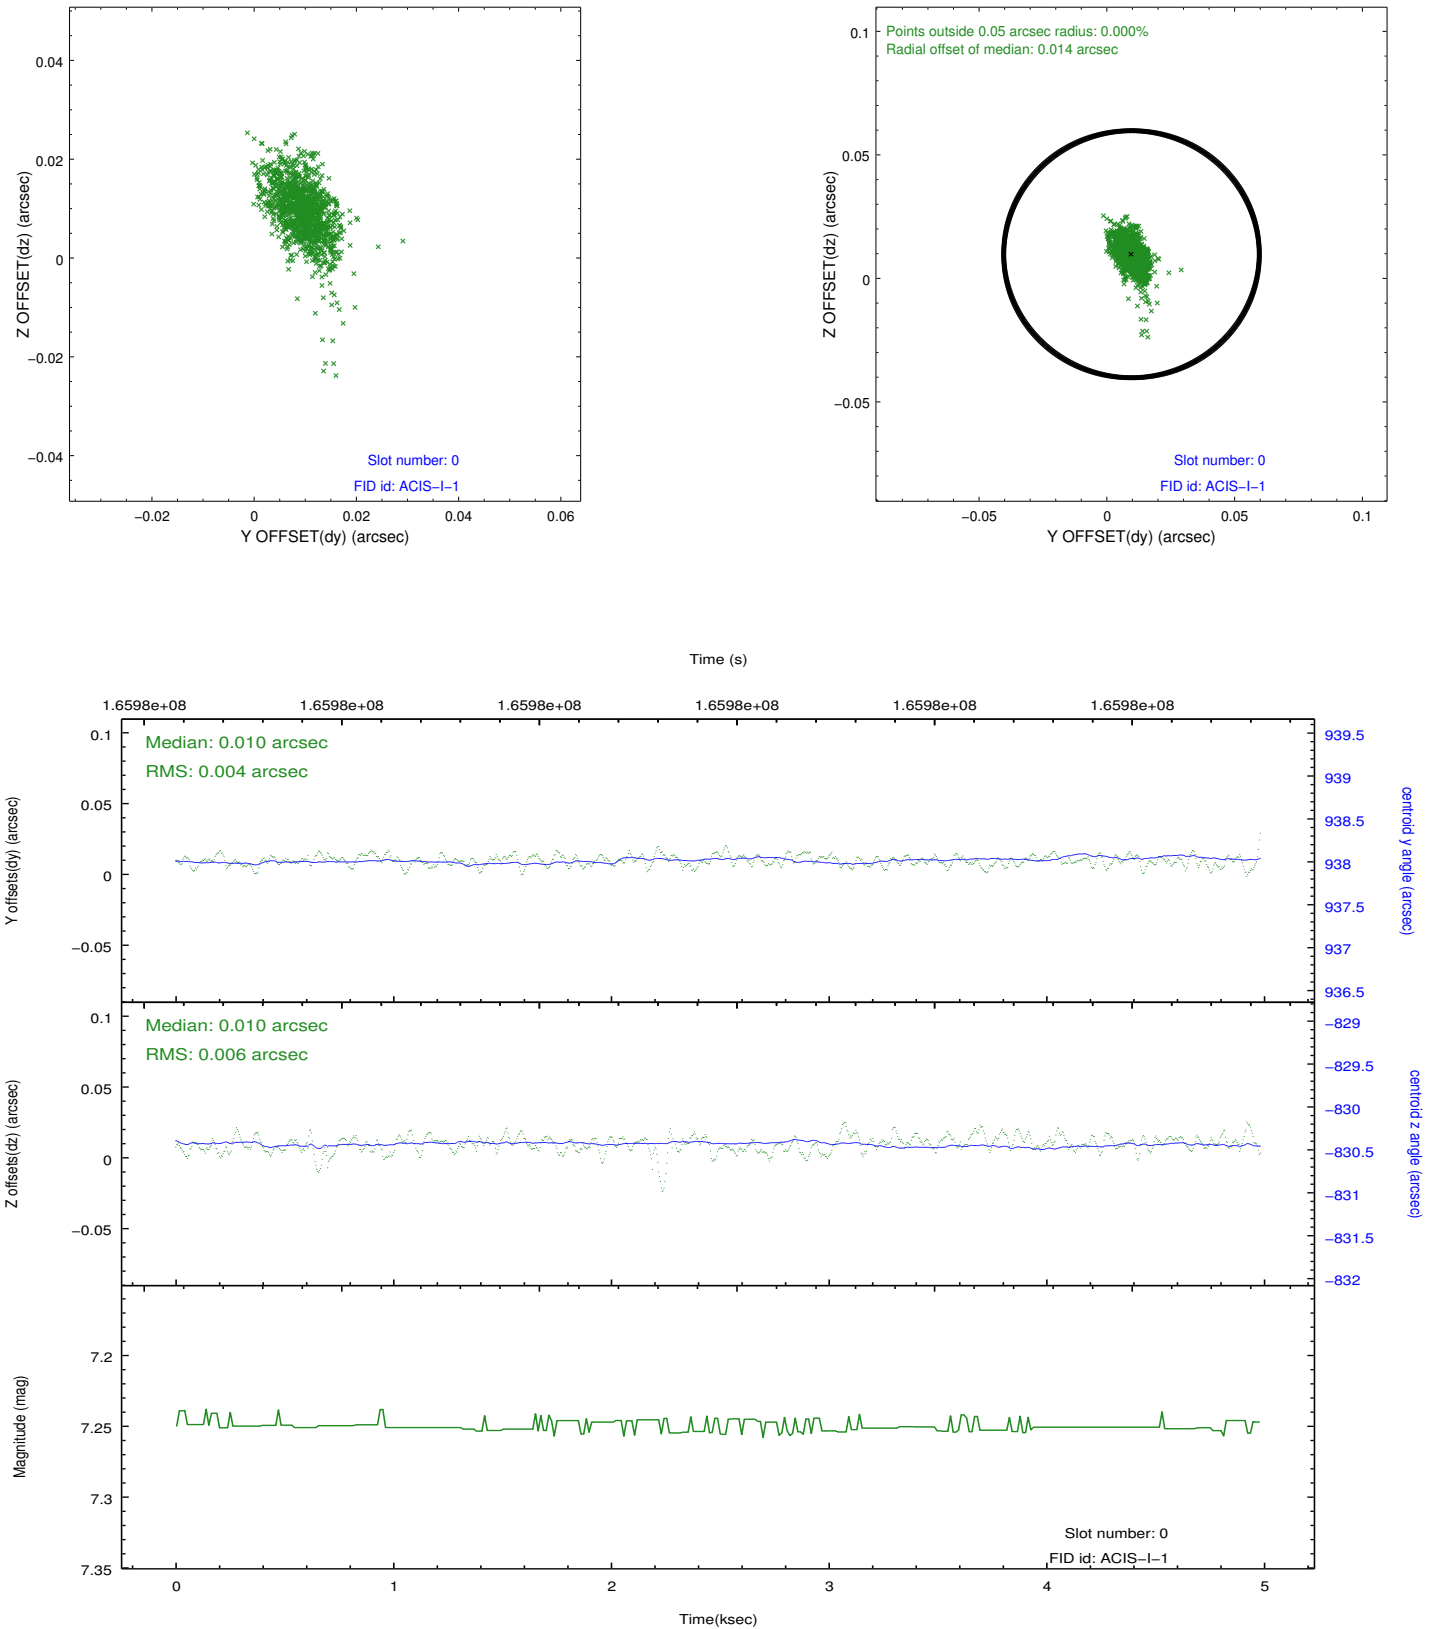 0.04
0.02
0
−0.02
−0.04
Z OFFSET(dz) (arcsec)
−0.02 0 0.02 0.04 0.06
Y OFFSET(dy) (arcsec)
Slot number: 0
FID id: ACIS−I−1
Points outside 0.05 arcsec radius: 0.000%
Radial offset of median: 0.014 arcsec
0.1
0.05
0
−0.05
Z OFFSET(dz) (arcsec)
−0.05 0 0.05 0.1
Y OFFSET(dy) (arcsec)
Slot number: 0
FID id: ACIS−I−1
Time (s)
1.6598e+08 1.6598e+08 1.6598e+08 1.6598e+08 1.6598e+08 1.6598e+08
Median: 0.010 arcsec
RMS: 0.004 arcsec
0.1
0.05
0
−0.05
Y offsets(dy) (arcsec)
939.5
939
938.5
938
937.5
937
936.5
centroid y angle (arcsec)
Median: 0.010 arcsec
RMS: 0.006 arcsec
0.1
0.05
0
−0.05
Z offsets(dz) (arcsec)
−829
−829.5
−830
−830.5
−831
−831.5
−832
centroid z angle (arcsec)
7.2
7.25
7.3
7.35
Magnitude (mag)
Slot number: 0
FID id: ACIS−I−1
0 1 2 3 4 5
Time(ksec)